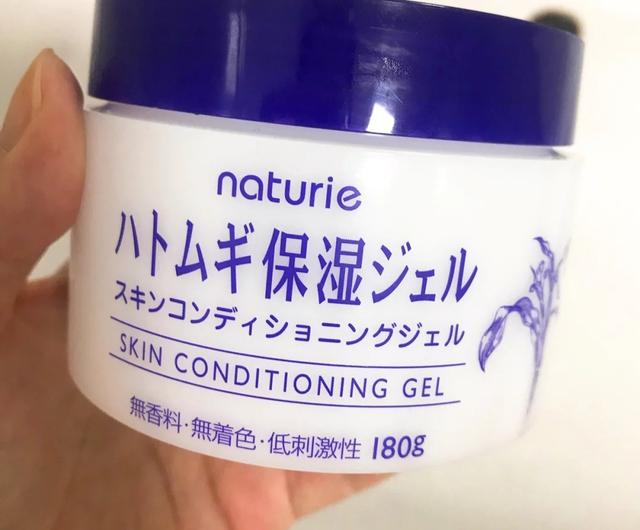 naturie
ハトムギ保湿ジェル
スキンコンディショニングジェル
SKIN CONDITIONING GEL
無香料・無着色・低刺激性 180g